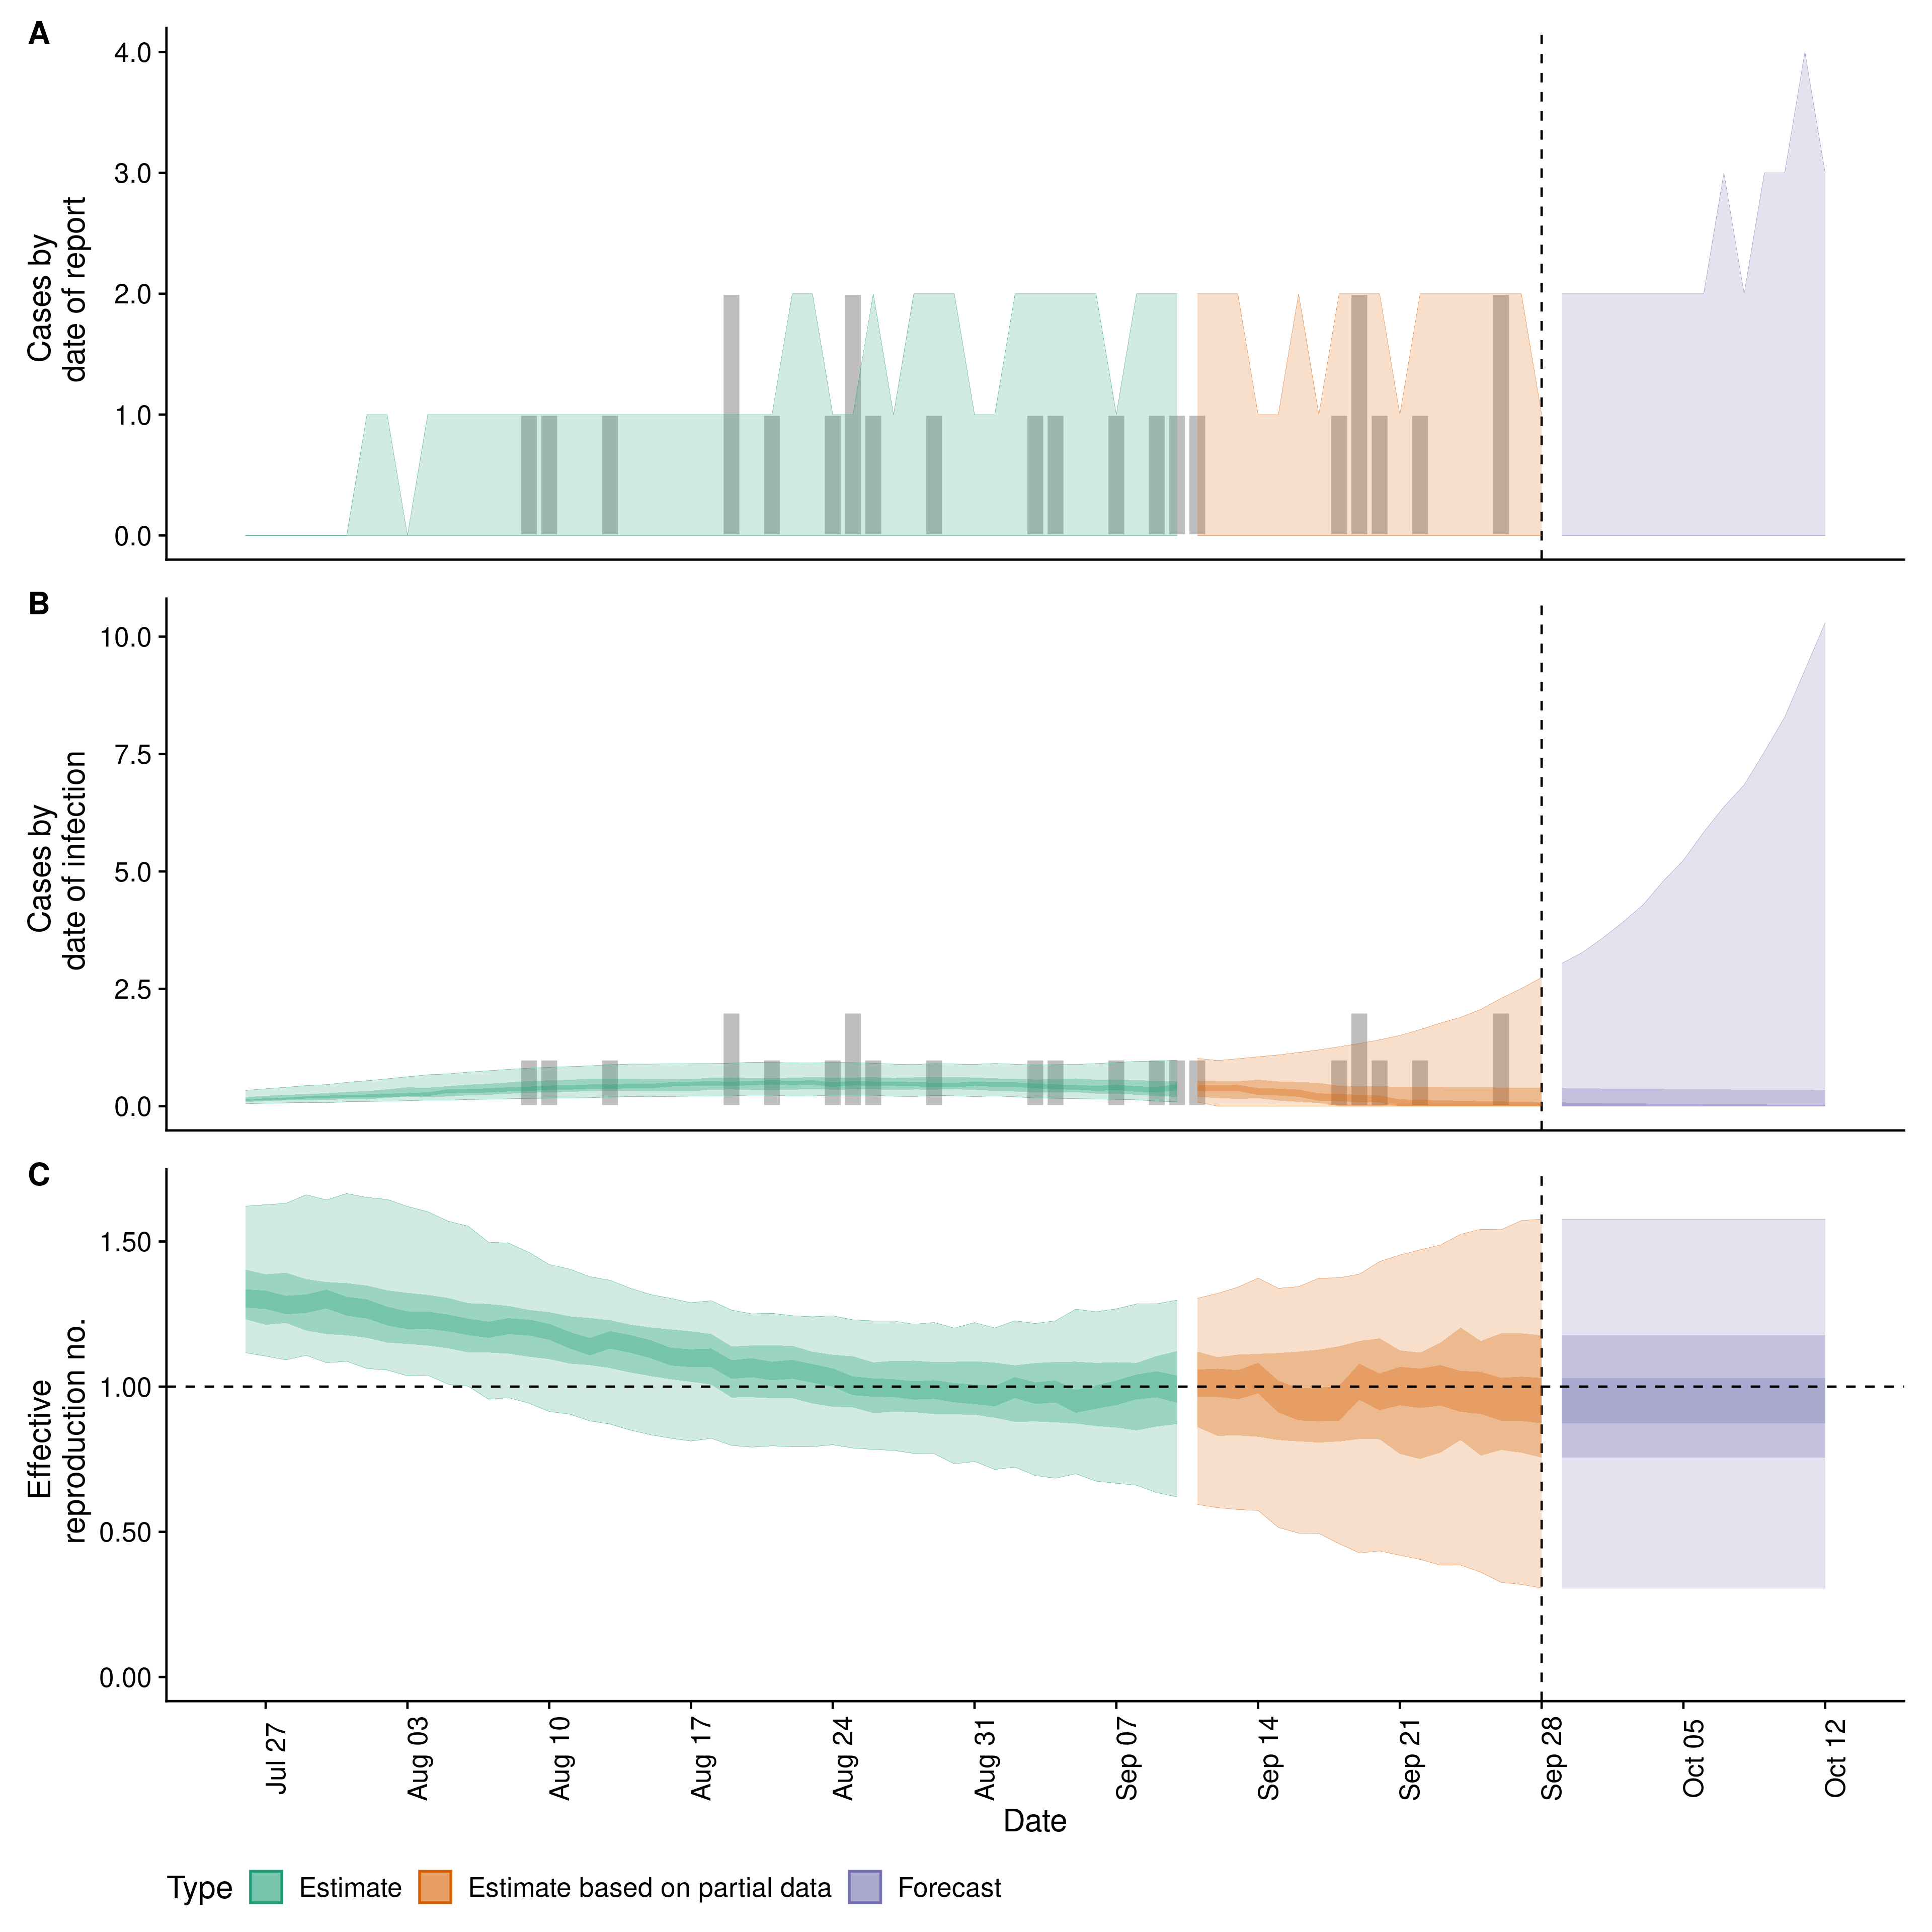 A
Cases by
date of report
4.0
3.0
2.0
1.0
0.0
B
Cases by
date of infection
10.0
7.5
5.0
2.5
0.0
C
Effective
reproduction no.
1.50
1.00
0.50
0.00
Jul 27
Aug 03
Aug 10
Aug 17
Aug 24
Aug 31
Sep 07
Sep 14
Sep 21
Sep 28
Oct 05
Oct 12
Date
Type Estimate Estimate based on partial data Forecast